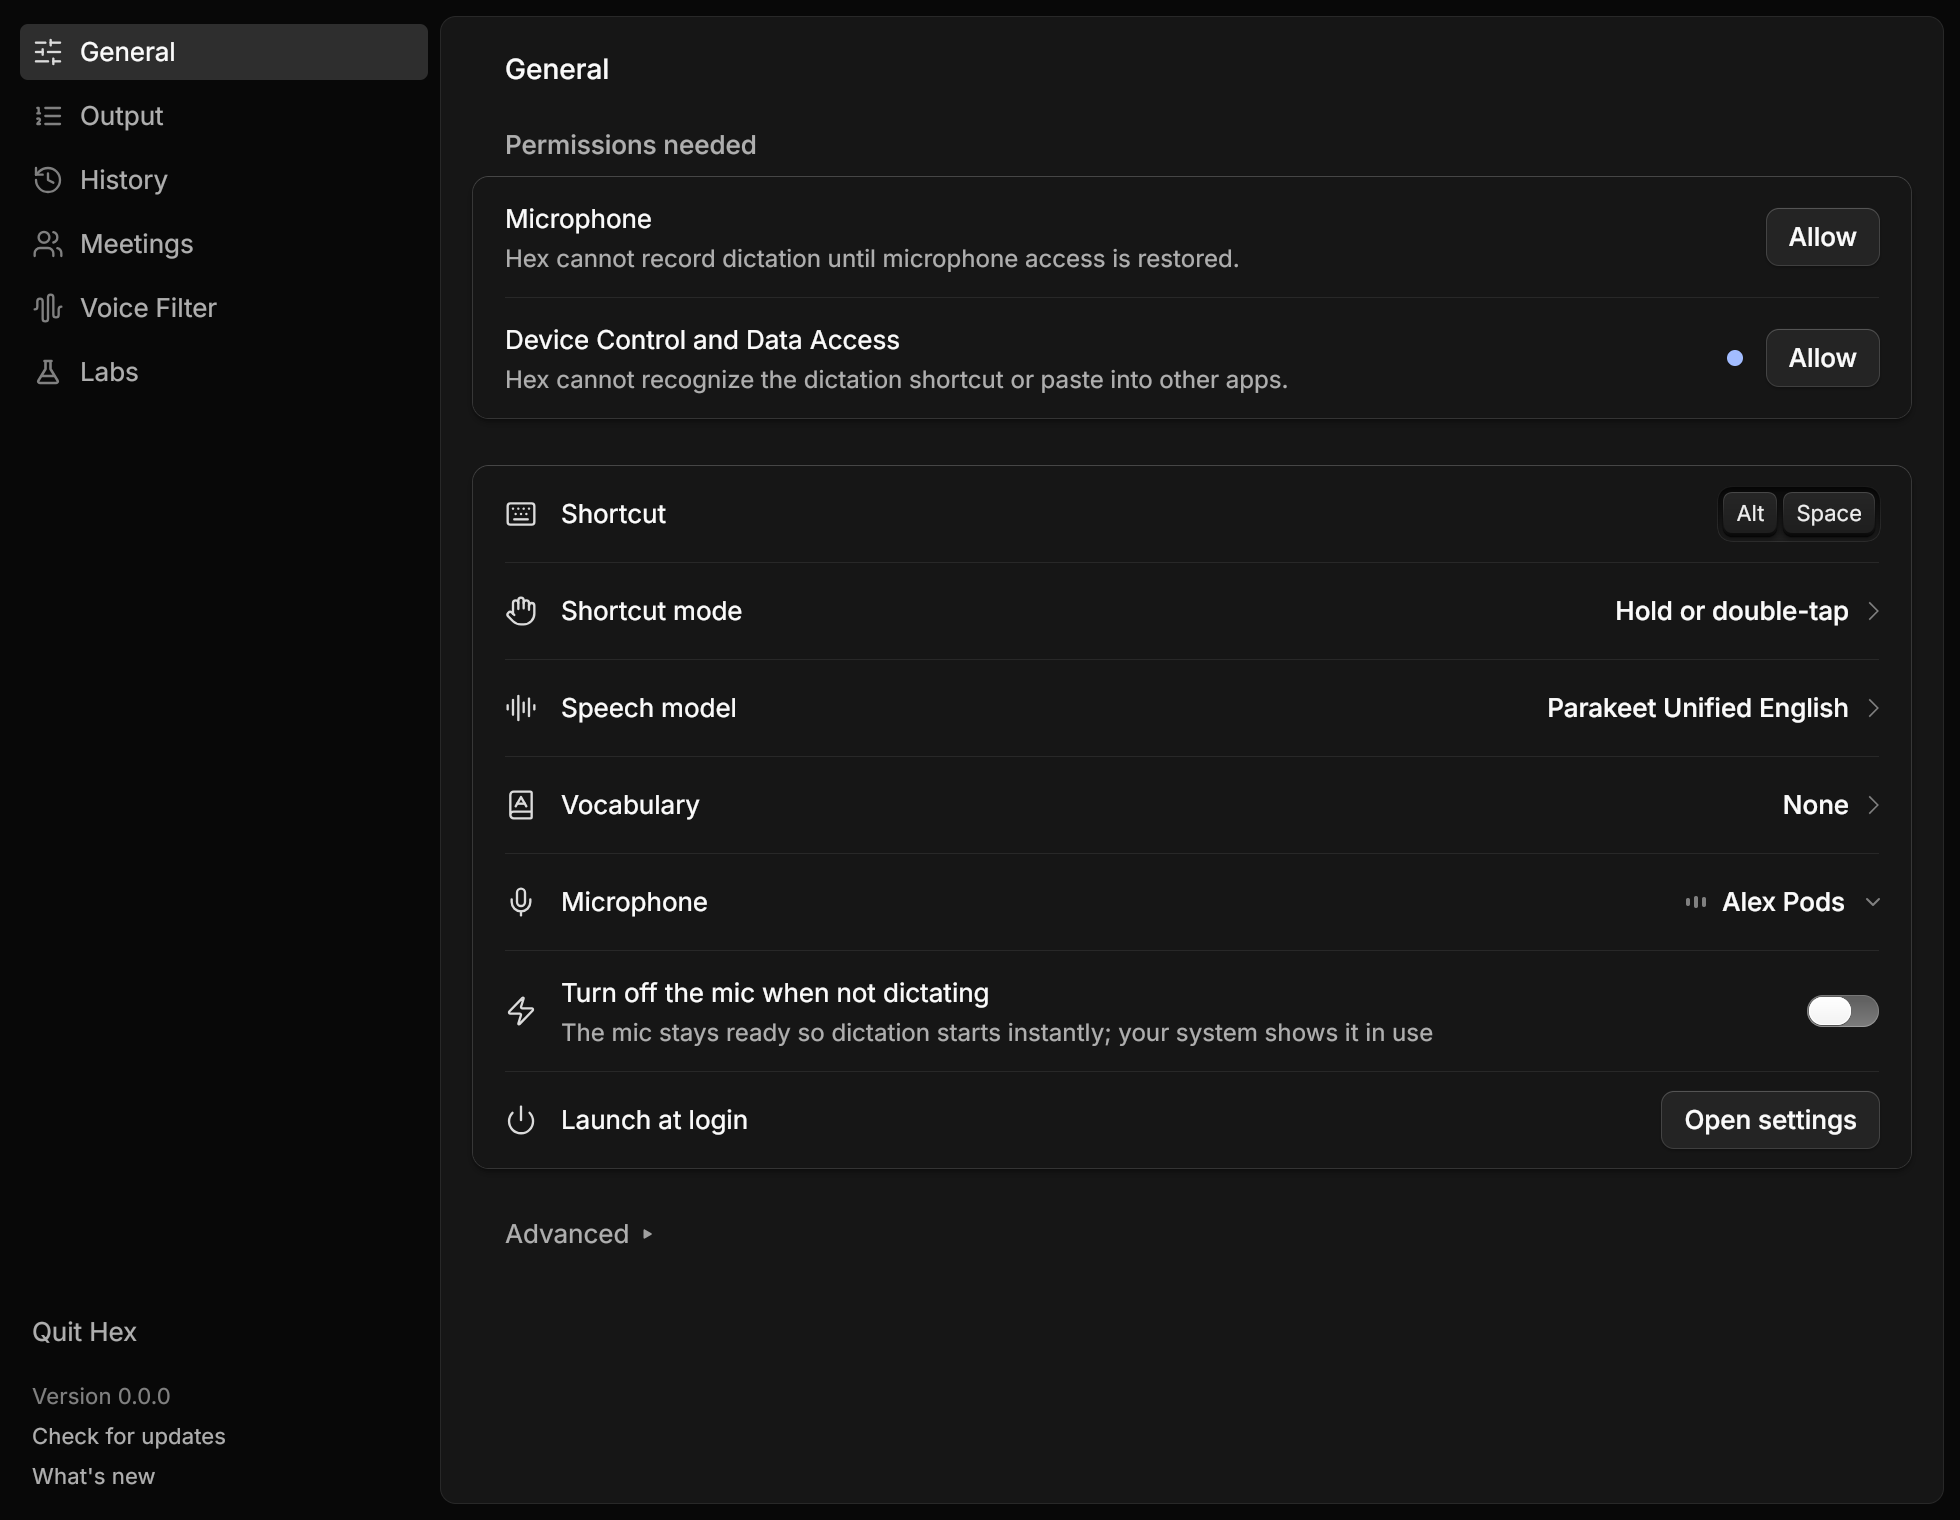 General
Output
History
Meetings
Voice Filter
Labs
Quit Hex
Version 0.0.0
Check for updates
What's new
General
Permissions needed
Microphone
Hex cannot record dictation until microphone access is restored.
Allow
Device Control and Data Access
Hex cannot recognize the dictation shortcut or paste into other apps.
Allow
Shortcut
Alt Space
Shortcut mode
Hold or double-tap
Speech model
Parakeet Unified English
Vocabulary
None
Microphone
Alex Pods
Turn off the mic when not dictating
The mic stays ready so dictation starts instantly; your system shows it in use
Launch at login
Open settings
Advanced